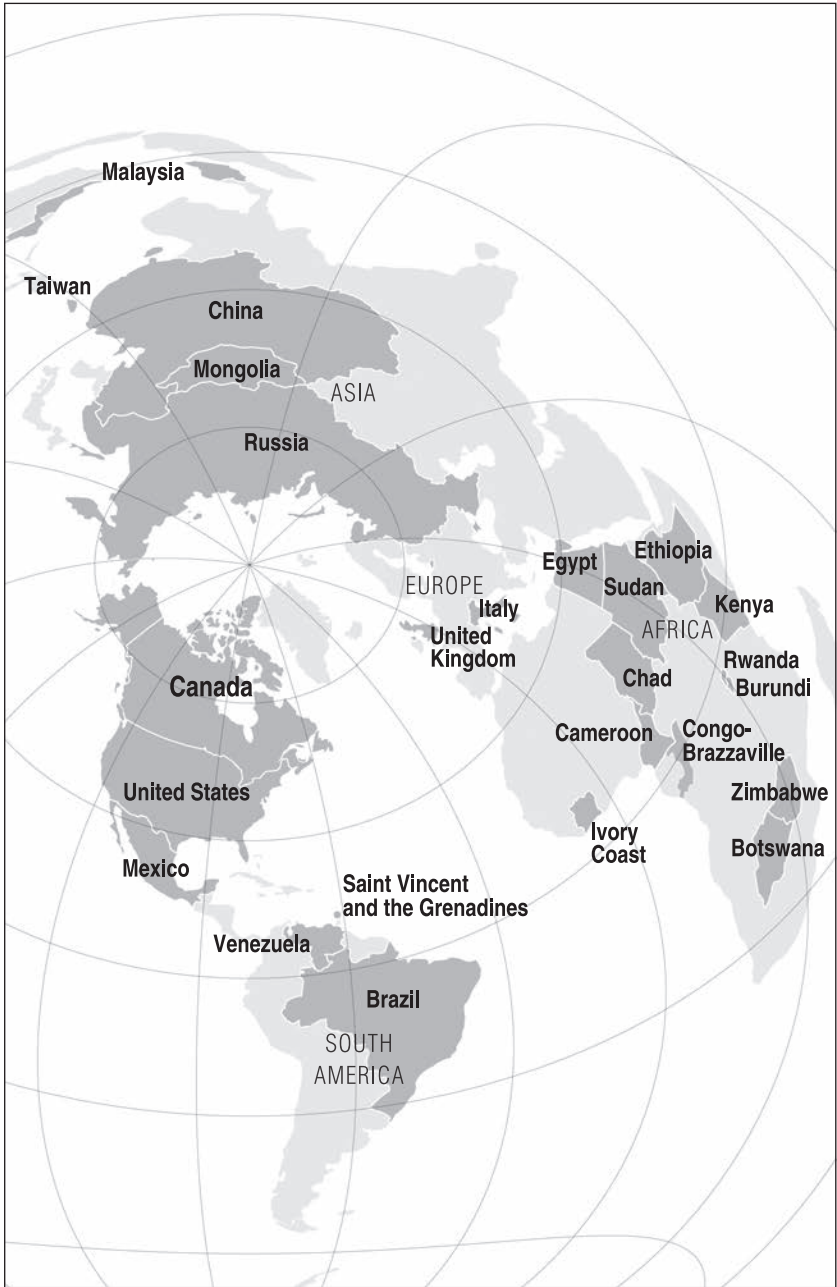 Malaysia
Taiwan
China
Mongolia
ASIA
Russia
Egypt
Ethiopia
Sudan
EUROPE
Italy
Kenya
United
Kingdom
AFRICA
Rwanda
Burundi
Chad
Canada
Cameroon
Congo-
Brazzaville
United States
Zimbabwe
Ivory
Coast
Botswana
Mexico
Saint Vincent
and the Grenadines
Venezuela
Brazil
SOUTH
AMERICA